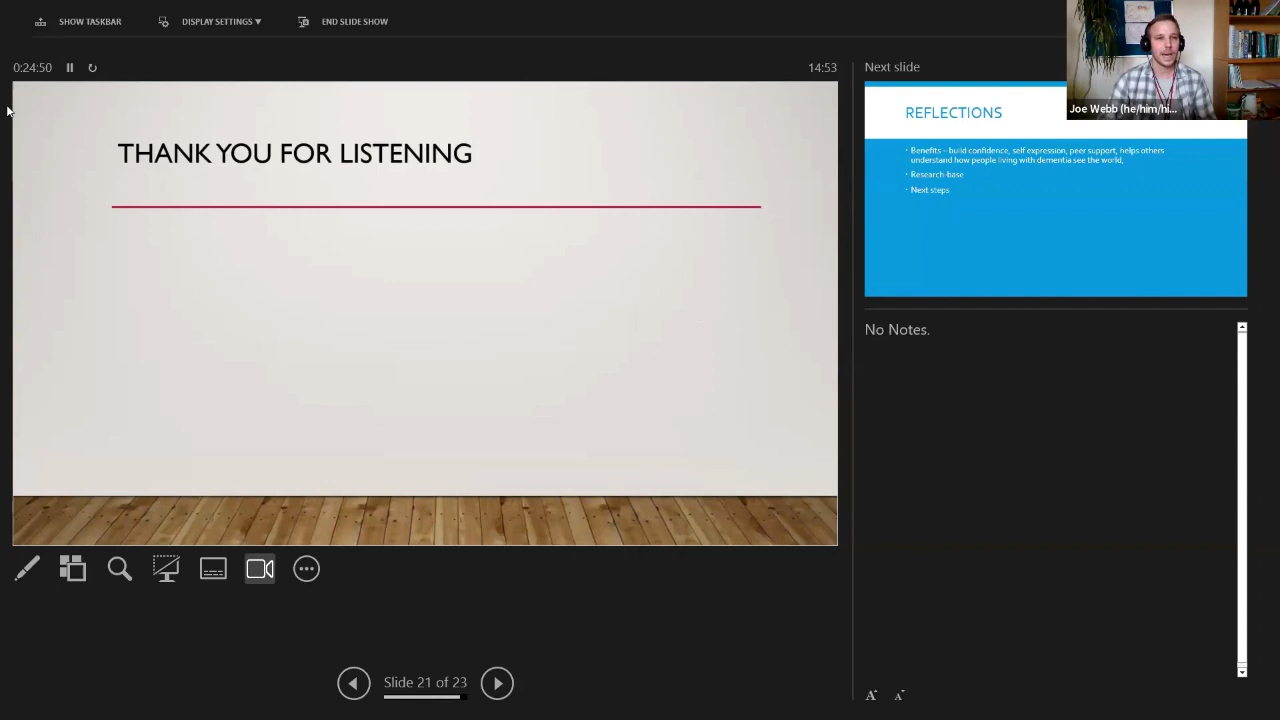 SHOW TASKBAR
DISPLAY SETTINGS ▼
END SLIDE SHOW
0:24:50
14:53
THANK YOU FOR LISTENING
Next slide
Joe Webb (he/him/hi...
REFLECTIONS
• Benefits – build confidence, self expression, peer support, helps others
understand how people living with dementia see the world,
• Research-base
• Next steps
No Notes.
Slide 21 of 23
A A